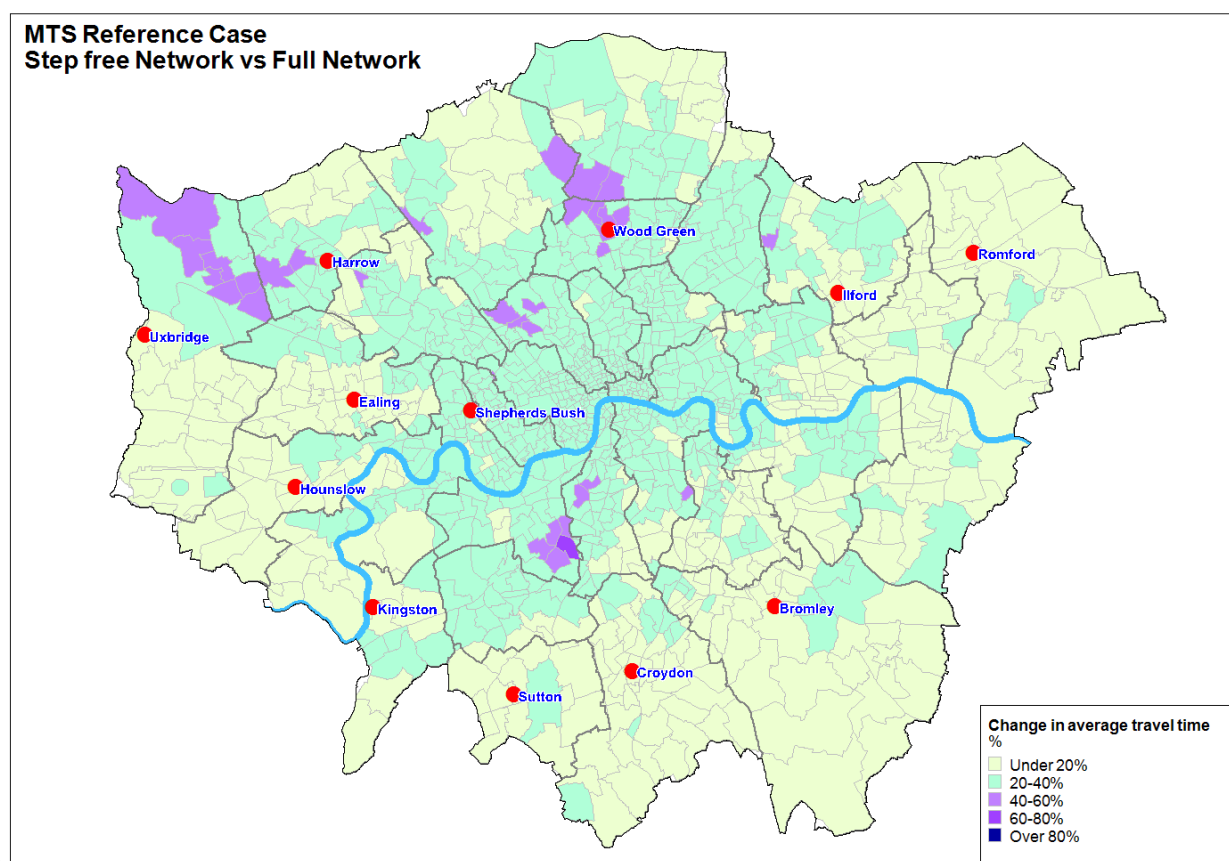 MTS Reference Case
Step free Network vs Full Network
Wood Green
Harrow
Romford
Ilford
Uxbridge
Ealing
Shepherds Bush
Hounslow
Kingston
Bromley
Croydon
Sutton
Change in average travel time
%
Under 20%
20-40%
40-60%
60-80%
Over 80%